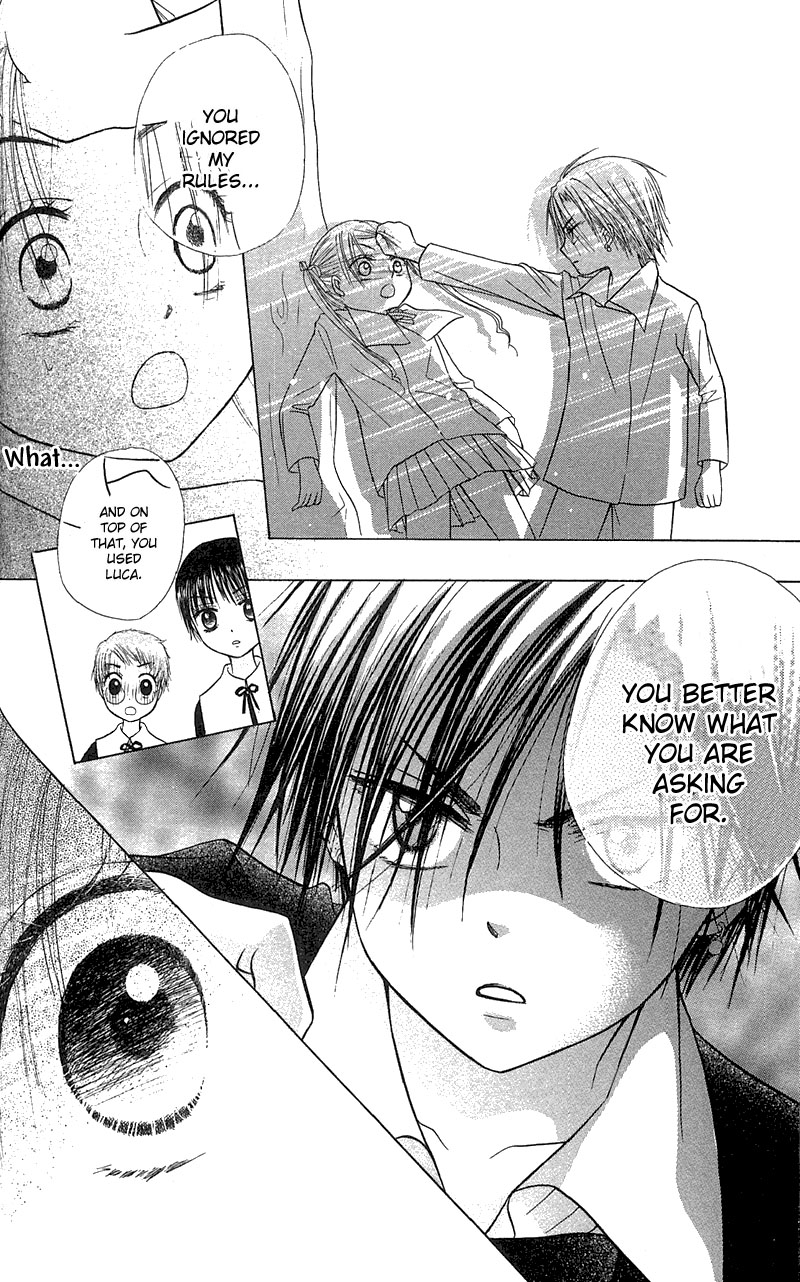 YOU
IGNORED
MY
RULES...
What...
AND ON
TOP OF
THAT, YOU
USED
LUCA.
YOU BETTER
KNOW WHAT
YOU ARE
ASKING
FOR.